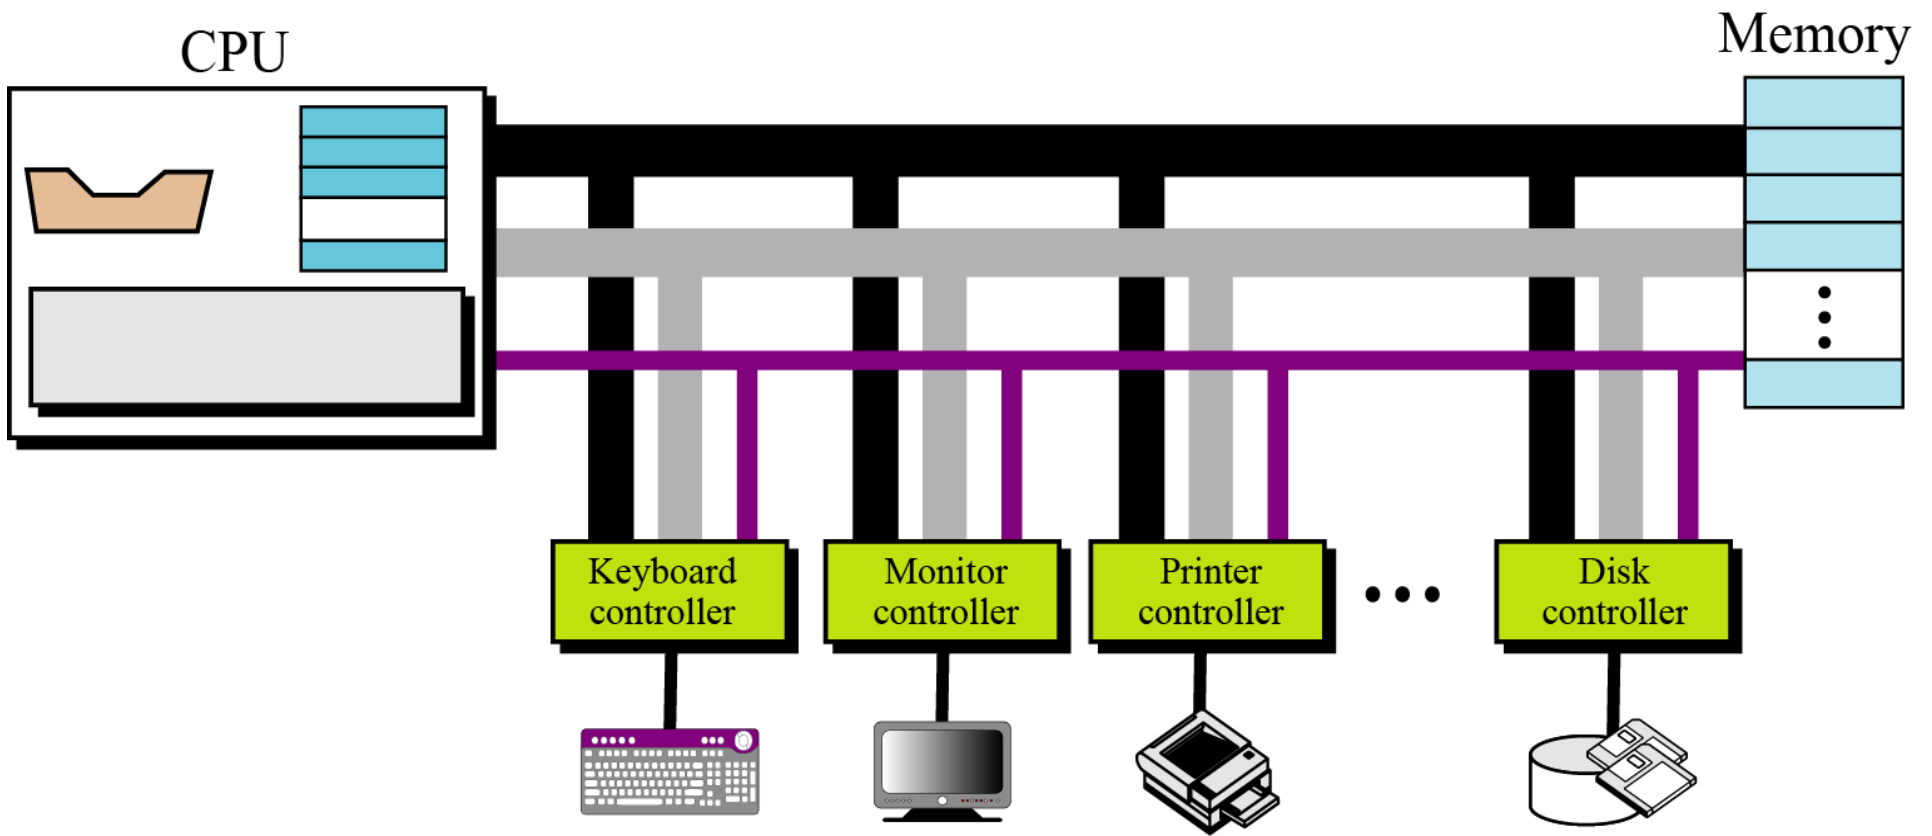 CPU
Memory
Keyboard
controller
Monitor
controller
Printer
controller
Disk
controller